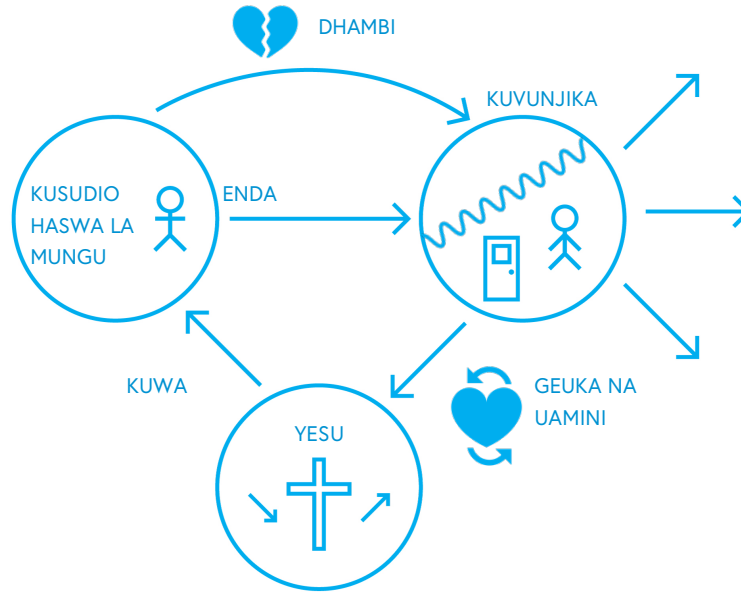 DHAMBI
KUVUNJIKA
KUSUDIO
HASWA LA
MUNGU
ENDA
KUWA
GEUKA NA
UAMINI
YESU